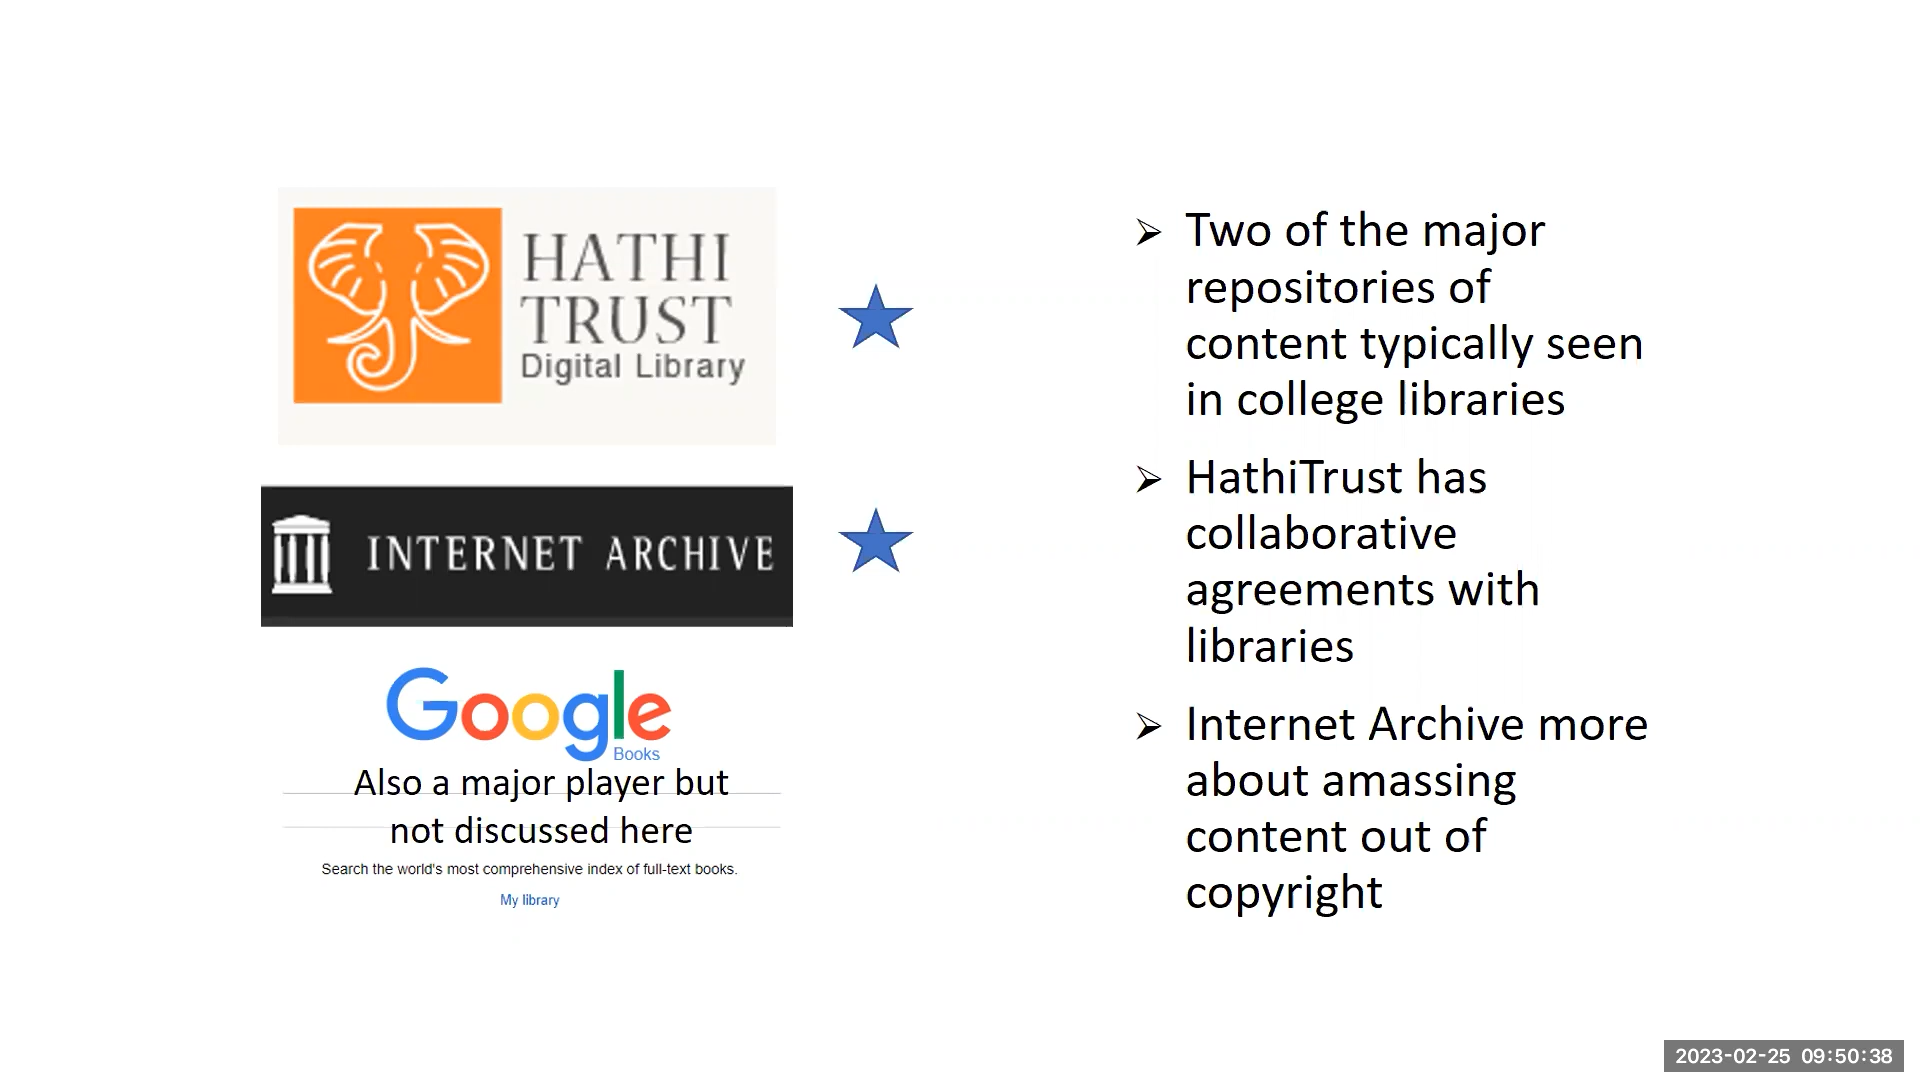 HATHI
TRUST
Digital Library
INTERNET ARCHIVE
Google
Books
Also a major player but
not discussed here
Search the world's most comprehensive index of full-text books.
My library
➢ Two of the major
repositories of
content typically seen
in college libraries
➢ HathiTrust has
collaborative
agreements with
libraries
➢ Internet Archive more
about amassing
content out of
copyright
2023-02-25 09:50:38